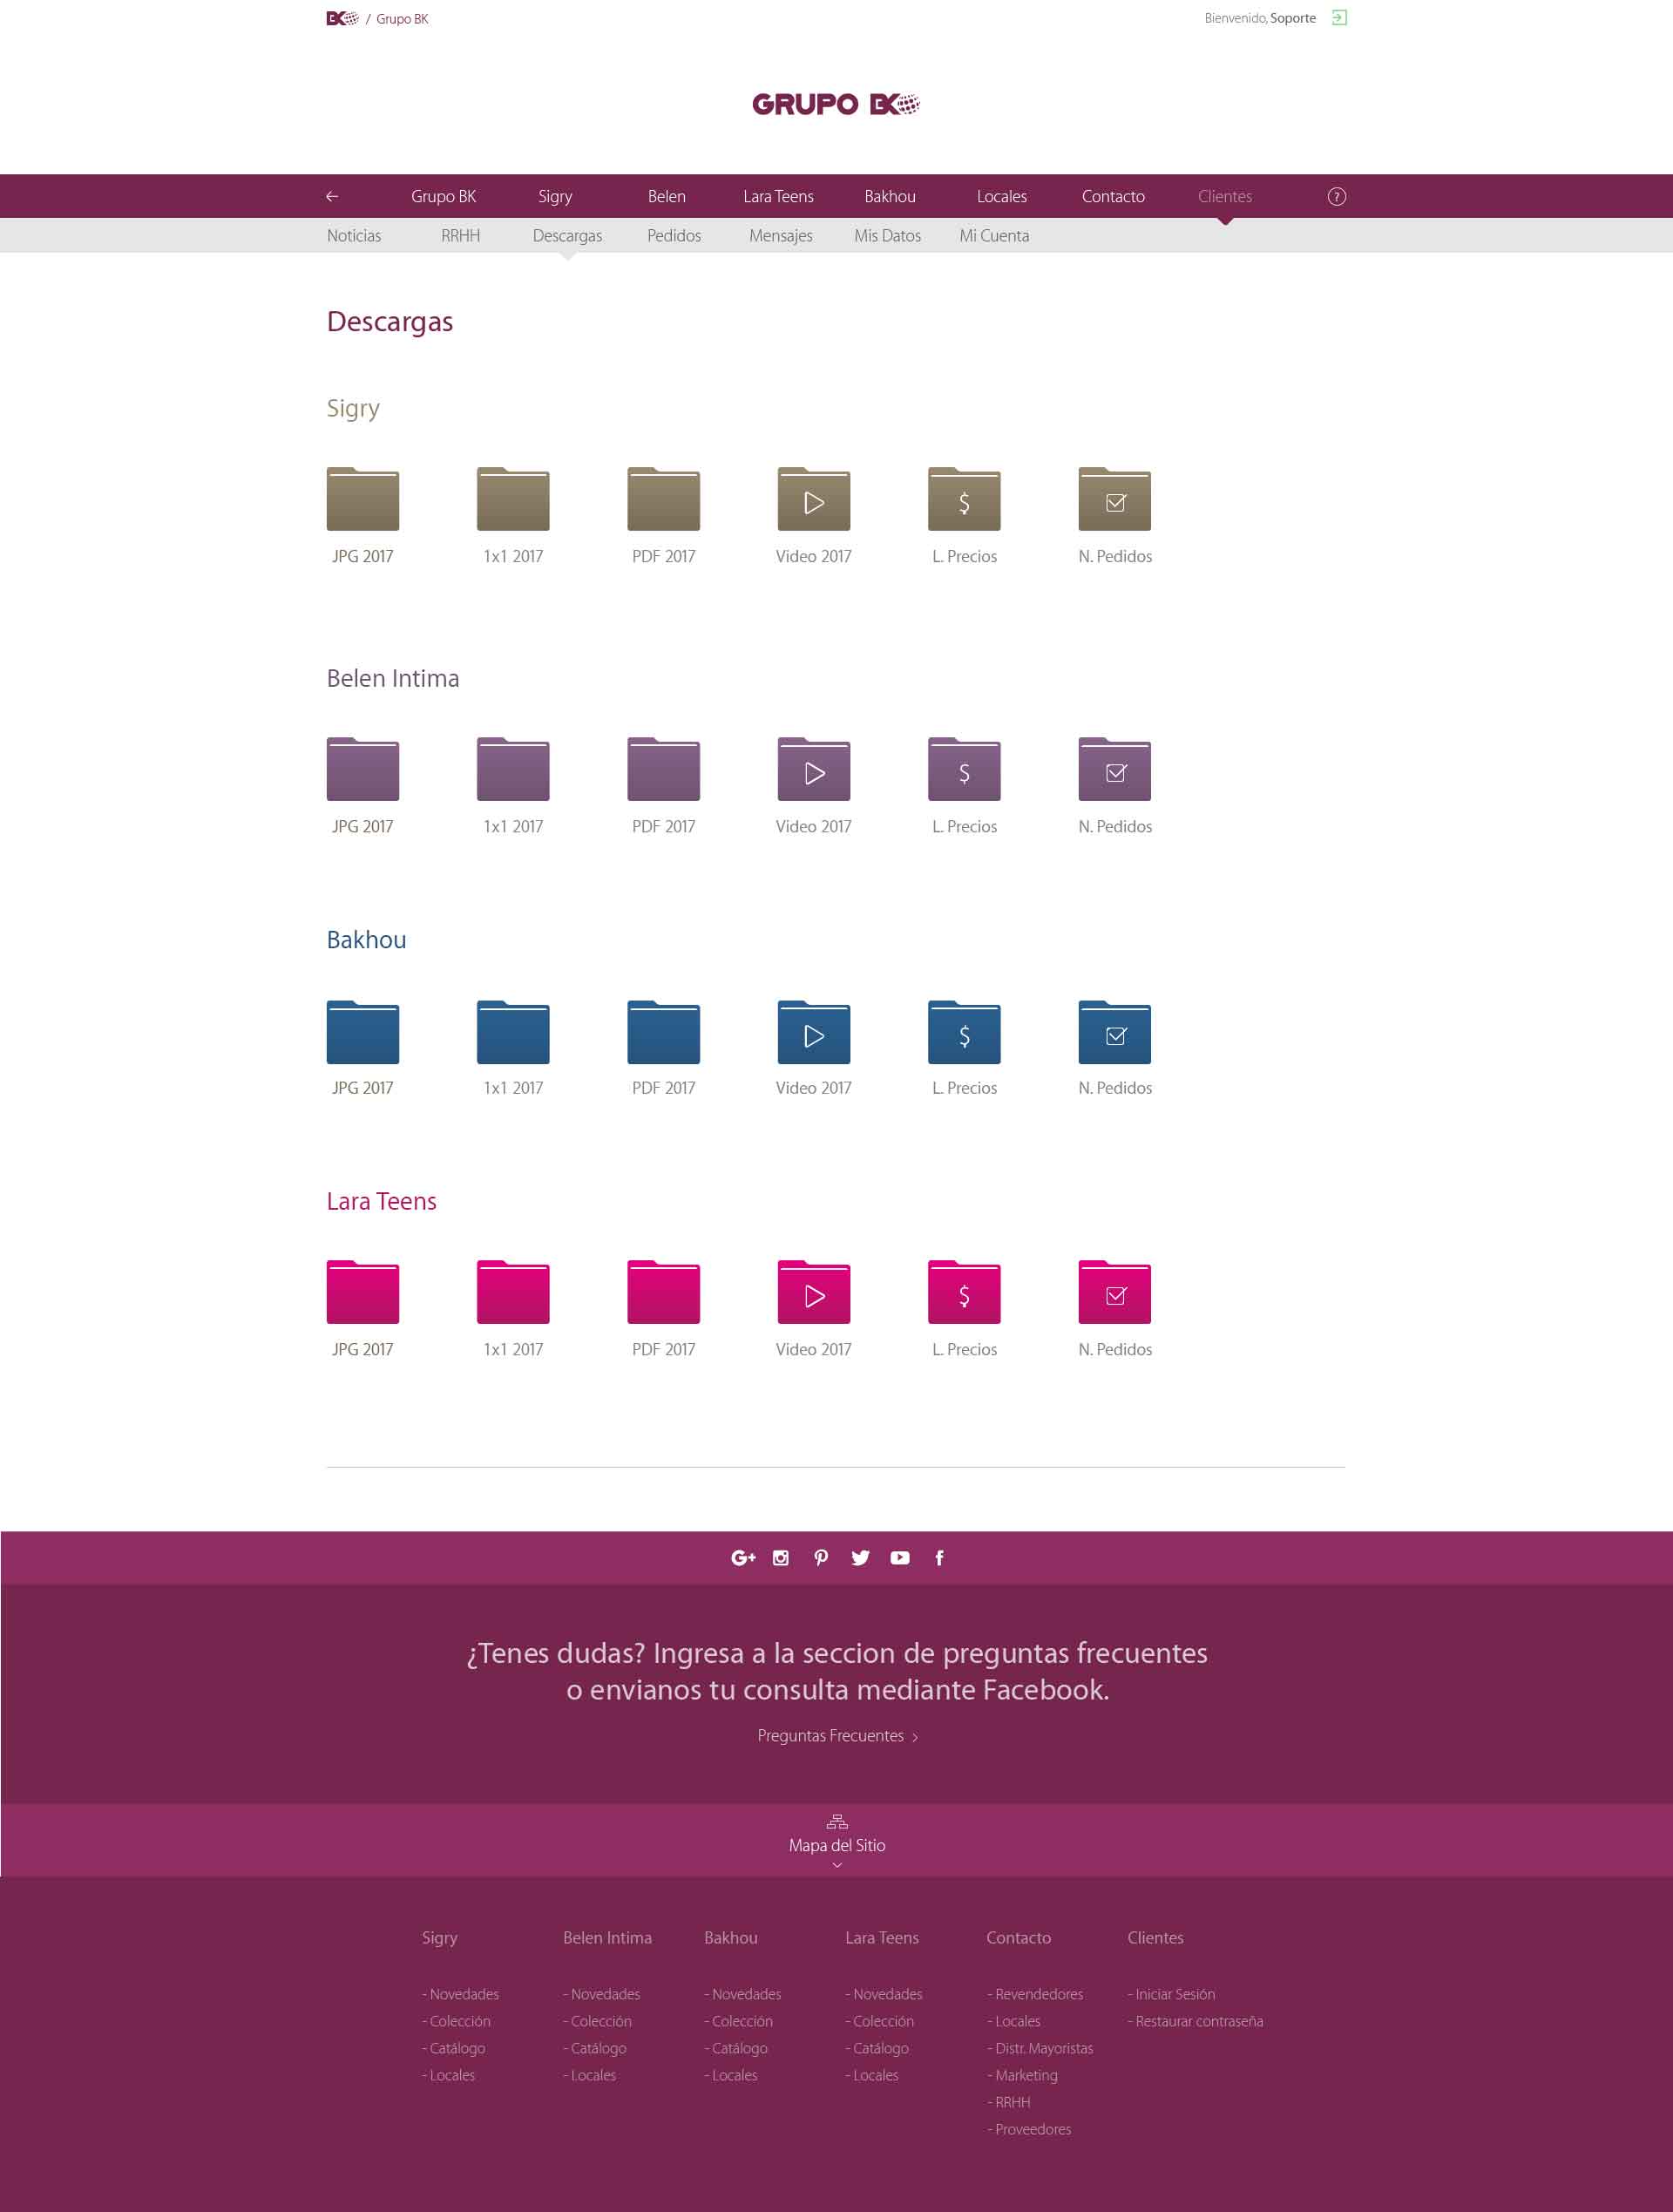 BK / Grupo BK
Bienvenido, Soporte
GRUPO BK
Grupo BK Sigry Belen Lara Teens Bakhou Locales Contacto Clientes ?
Noticias RRHH Descargas Pedidos Mensajes Mis Datos Mi Cuenta
Descargas
Sigry
$
JPG 2017 1x1 2017 PDF 2017 Video 2017 L. Precios N. Pedidos
Belen Intima
$
JPG 2017 1x1 2017 PDF 2017 Video 2017 L. Precios N. Pedidos
Bakhou
$
JPG 2017 1x1 2017 PDF 2017 Video 2017 L. Precios N. Pedidos
Lara Teens
$
JPG 2017 1x1 2017 PDF 2017 Video 2017 L. Precios N. Pedidos
G+ f
¿Tenes dudas? Ingresa a la seccion de preguntas frecuentes
o envianos tu consulta mediante Facebook.
Preguntas Frecuentes >
Mapa del Sitio
Sigry Belen Intima Bakhou Lara Teens Contacto Clientes
- Novedades - Novedades - Novedades - Novedades - Revendedores - Iniciar Sesión
- Colección - Colección - Colección - Colección - Locales - Restaurar contraseña
- Catálogo - Catálogo - Catálogo - Catálogo - Distr. Mayoristas
- Locales - Locales - Locales - Locales - Marketing
- RRHH
- Proveedores